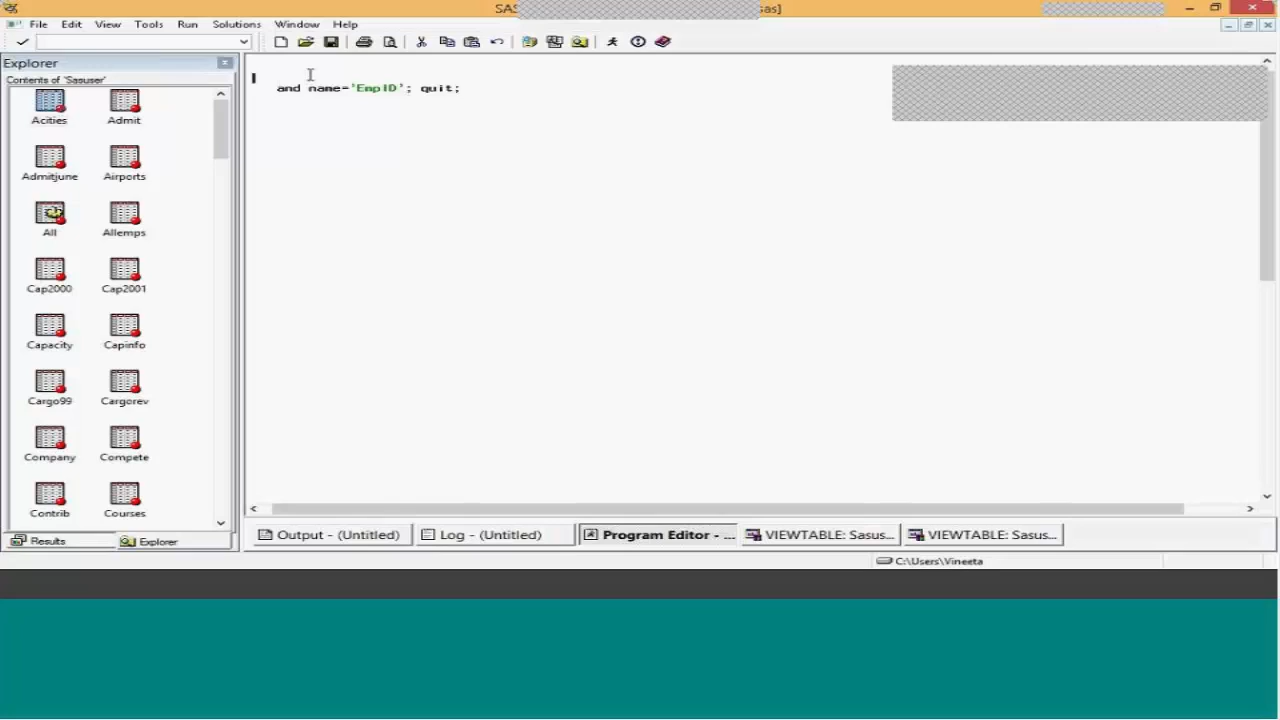 SAS sas]
File Edit View Tools Run Solutions Window Help
Explorer
Contents of 'Sasuser'
Acities Admit
Admitjune Airports
All Allemps
Cap2000 Cap2001
Capacity Capinfo
Cargo99 Cargorev
Company Compete
Contrib Courses
Results Explorer
and name='EmpID'; quit;
Output - (Untitled) Log - (Untitled) Program Editor - ... VIEWTABLE: Sasus... VIEWTABLE: Sasus...
C:\Users\Vineeta